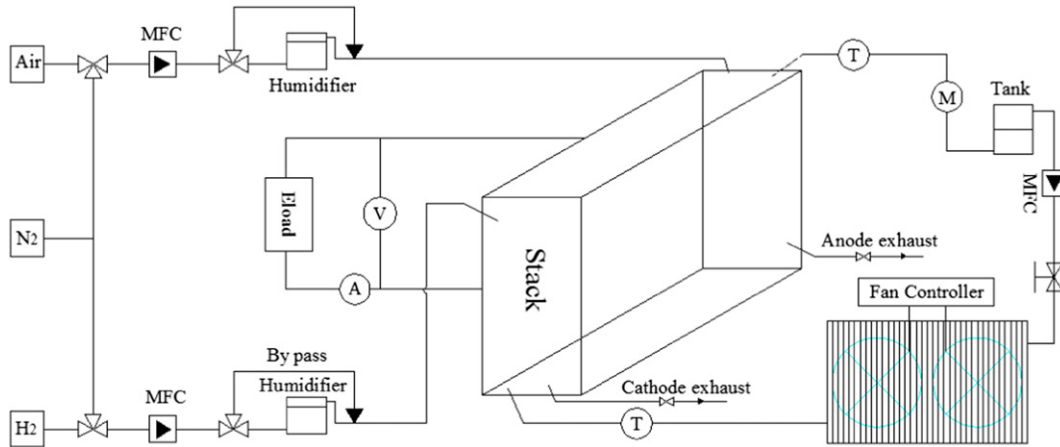 MFC
Air
Humidifier
T
M
Tank
MFC
Eload
V
A
N2
Stack
Anode exhaust
Fan Controller
By pass
MFC
Humidifier
Cathode exhaust
H2
T